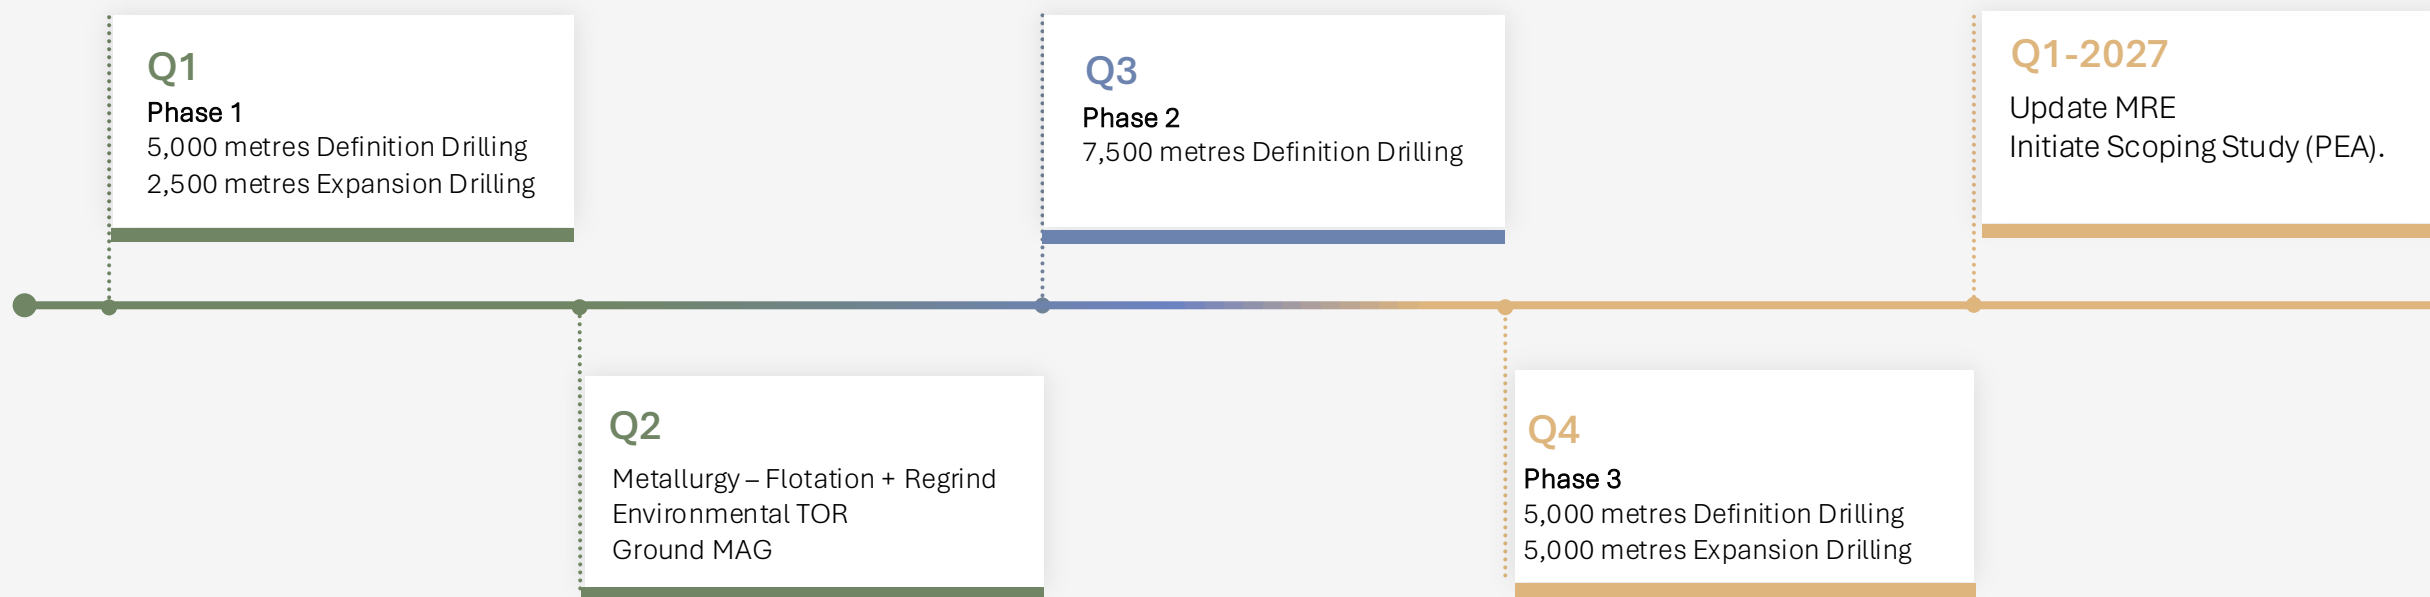 Q1
Phase 1
5,000 metres Definition Drilling
2,500 metres Expansion Drilling
Q2
Metallurgy – Flotation + Regrind
Environmental TOR
Ground MAG
Q3
Phase 2
7,500 metres Definition Drilling
Q4
Phase 3
5,000 metres Definition Drilling
5,000 metres Expansion Drilling
Q1-2027
Update MRE
Initiate Scoping Study (PEA).